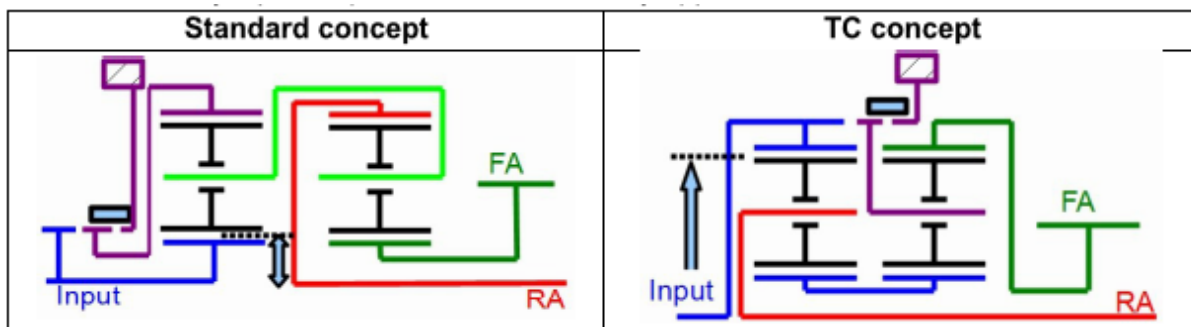 Standard concept
TC concept
FA
Input
RA
FA
Input
RA